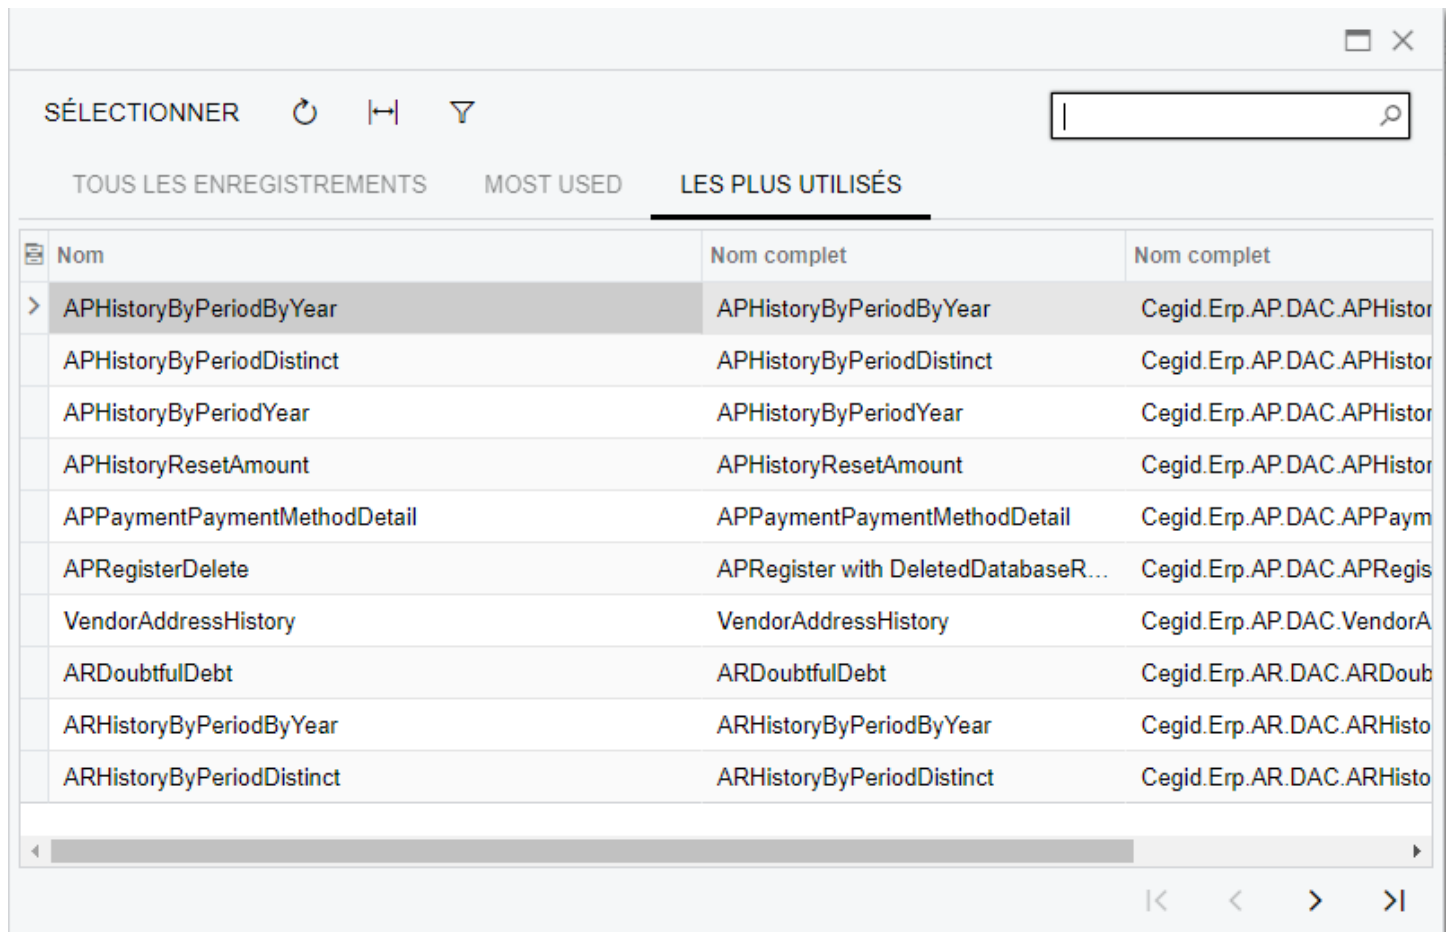 SÉLECTIONNER
TOUS LES ENREGISTREMENTS MOST USED LES PLUS UTILISÉS
Nom Nom complet Nom complet
APHistoryByPeriodByYear APHistoryByPeriodByYear Cegid.Erp.AP.DAC.APHistor
APHistoryByPeriodDistinct APHistoryByPeriodDistinct Cegid.Erp.AP.DAC.APHistor
APHistoryByPeriodYear APHistoryByPeriodYear Cegid.Erp.AP.DAC.APHistor
APHistoryResetAmount APHistoryResetAmount Cegid.Erp.AP.DAC.APHistor
APPaymentPaymentMethodDetail APPaymentPaymentMethodDetail Cegid.Erp.AP.DAC.APPaym
APRegisterDelete APRegister with DeletedDatabaseR... Cegid.Erp.AP.DAC.APRegis
VendorAddressHistory VendorAddressHistory Cegid.Erp.AP.DAC.VendorA
ARDoubtfulDebt ARDoubtfulDebt Cegid.Erp.AR.DAC.ARDoub
ARHistoryByPeriodByYear ARHistoryByPeriodByYear Cegid.Erp.AR.DAC.ARHisto
ARHistoryByPeriodDistinct ARHistoryByPeriodDistinct Cegid.Erp.AR.DAC.ARHisto